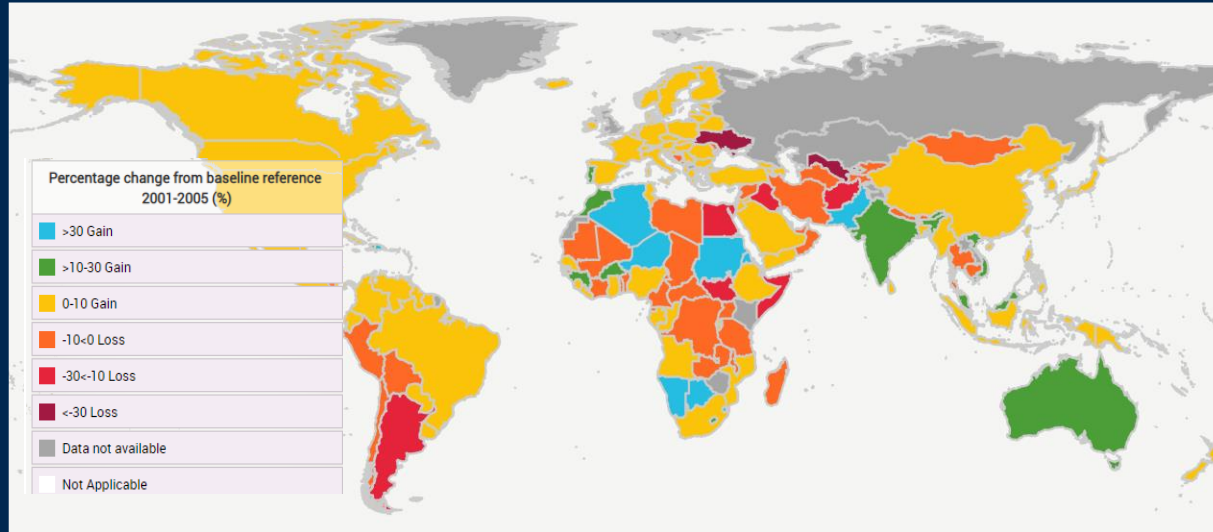 Percentage change from baseline reference
2001-2005 (%)
>30 Gain
>10-30 Gain
0-10 Gain
-10<0 Loss
-30<-10 Loss
<-30 Loss
Data not available
Not Applicable